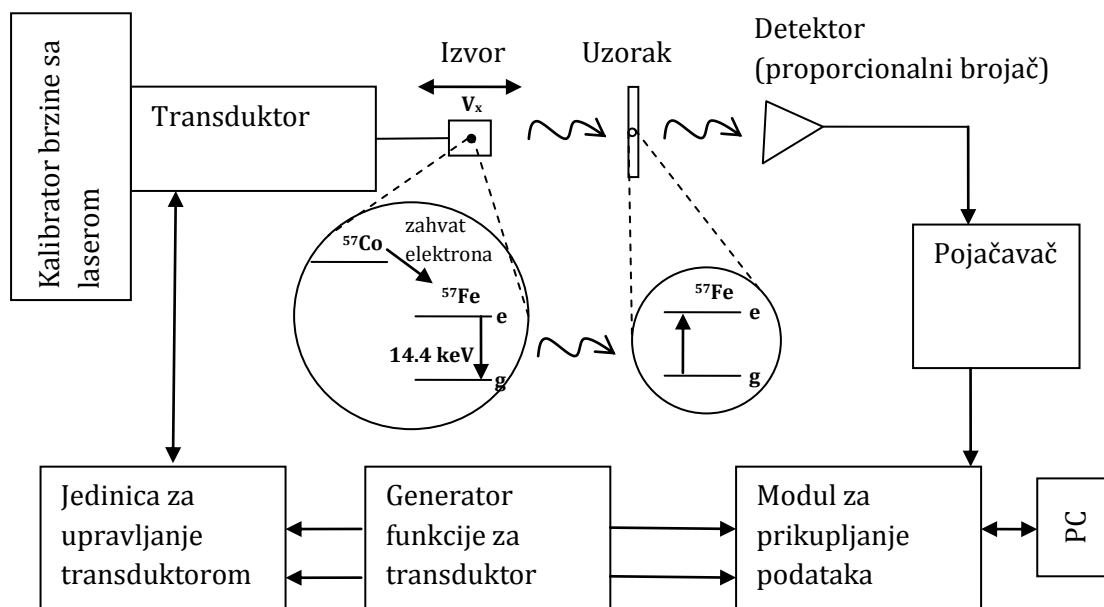 Kalibrator brzine sa
laserom
Transduktor
Izvor
Vₓ
Uzorak
Detektor
(proporcionalni brojač)
⁵⁷Co
zahvat
elektrona
⁵⁷Fe
e
14.4 keV
g
⁵⁷Fe
e
g
Pojačavač
Jedinica za
upravljanje
transduktorom
Generator
funkcije za
transduktor
Modul za
prikupljanje
podataka
PC